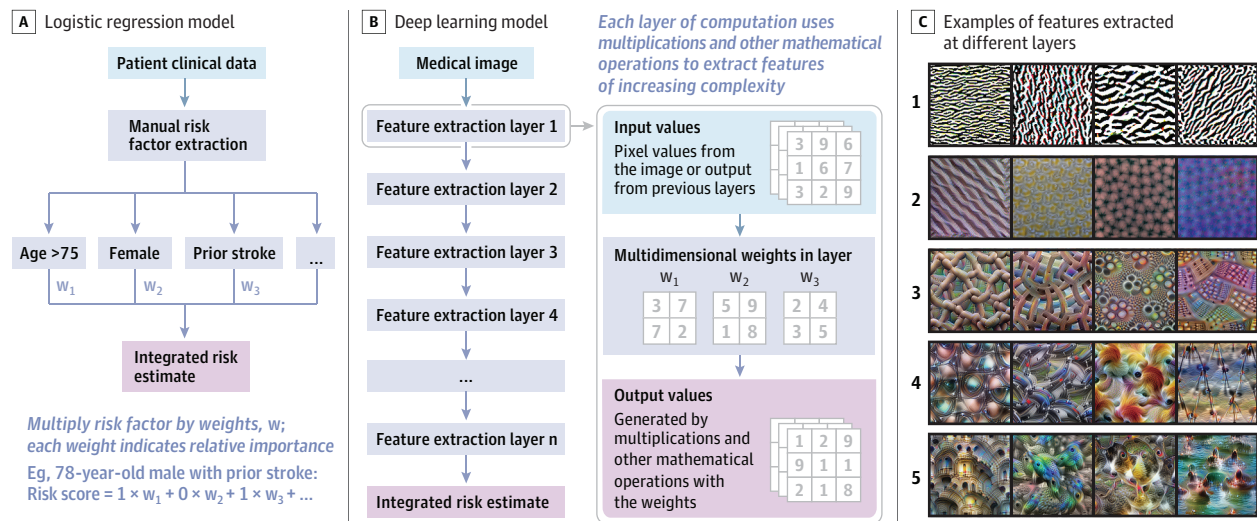 A Logistic regression model
Patient clinical data
Manual risk
factor extraction
Age >75
Female
Prior stroke
...
w1
w2
w3
Integrated risk
estimate
Multiply risk factor by weights, w;
each weight indicates relative importance
Eg, 78-year-old male with prior stroke:
Risk score = 1 × w1 + 0 × w2 + 1 × w3 + ...
B Deep learning model
Medical image
Feature extraction layer 1
Feature extraction layer 2
Feature extraction layer 3
Feature extraction layer 4
...
Feature extraction layer n
Integrated risk estimate
Each layer of computation uses
multiplications and other mathematical
operations to extract features
of increasing complexity
Input values
Pixel values from
the image or output
from previous layers
3 9 6
1 6 7
3 2 9
Multidimensional weights in layer
w1
w2
w3
3 7
7 2
5 9
1 8
2 4
3 5
Output values
Generated by
multiplications and
other mathematical
operations with
the weights
1 2 9
9 1 1
2 1 8
C Examples of features extracted
at different layers
1
2
3
4
5